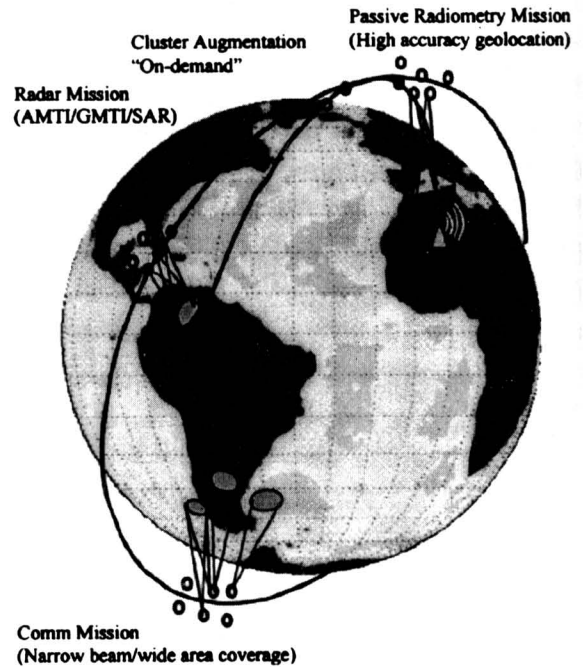 Passive Radiometry Mission
(High accuracy geolocation)
Cluster Augmentation
“On-demand”
Radar Mission
(AMTI/GMTI/SAR)
Comm Mission
(Narrow beam/wide area coverage)